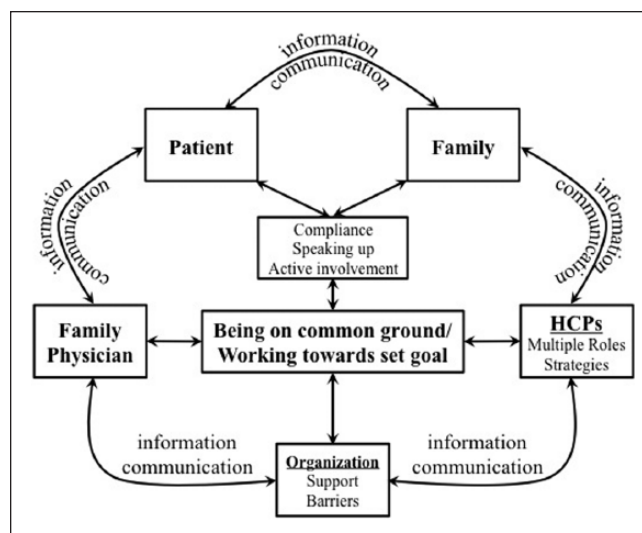 information
communication
Patient
Family
information
communication
communication
information
Compliance
Speaking up
Active involvement
Family
Physician
Being on common ground/
Working towards set goal
HCPs
Multiple Roles
Strategies
information
communication
Organization
Support
Barriers
information
communication